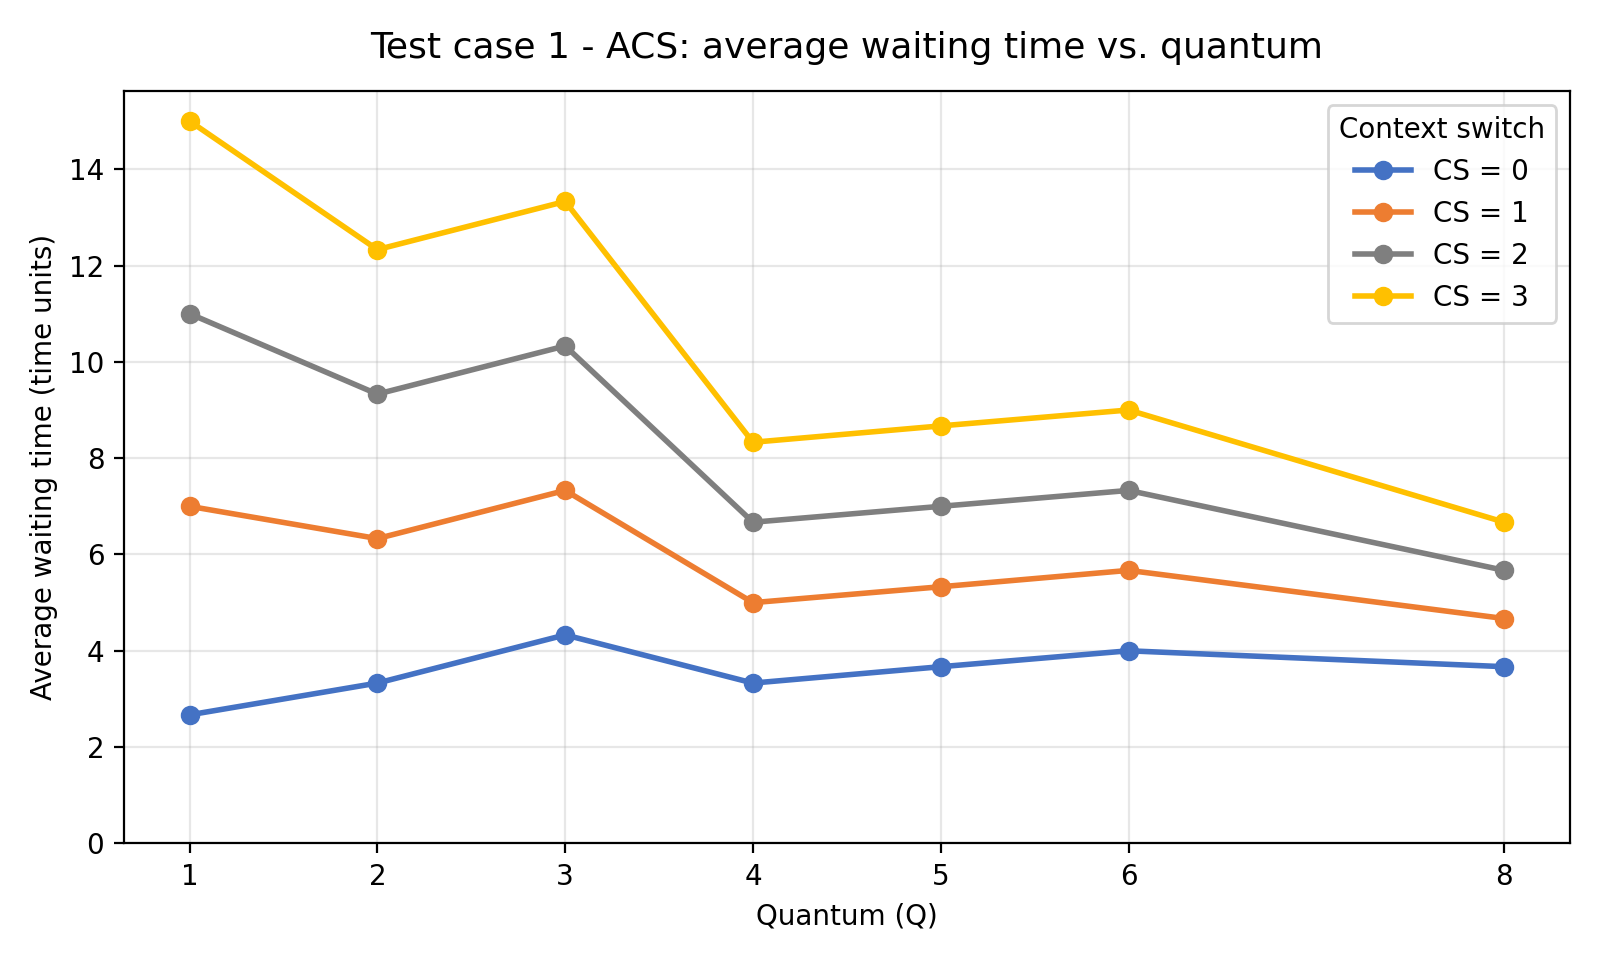 Test case 1 - ACS: average waiting time vs. quantum
Average waiting time (time units)
14
12
10
8
6
4
2
0
Context switch
CS = 0
CS = 1
CS = 2
CS = 3
1 2 3 4 5 6 8
Quantum (Q)